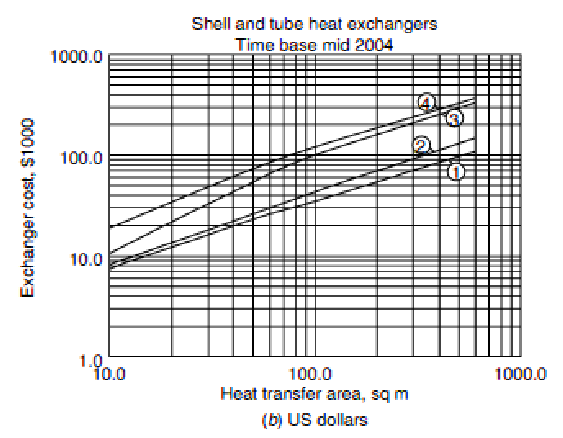 Shell and tube heat exchangers
Time base mid 2004
1000.0
100.0
10.0
1.0
Exchanger cost, $1000
4
3
2
1
10.0
100.0
1000.0
Heat transfer area, sq m
(b) US dollars